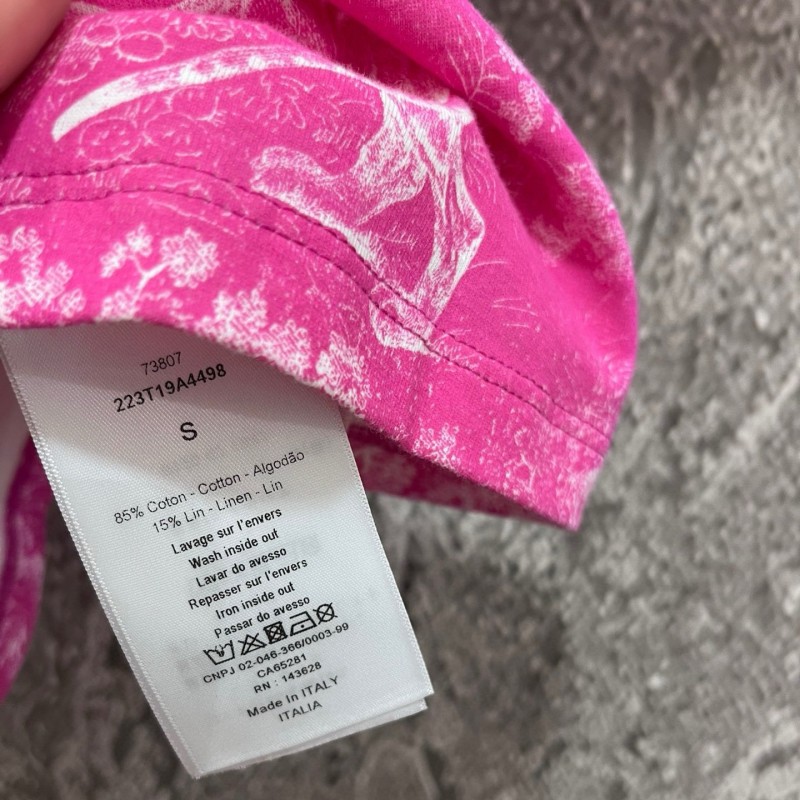 73807
223T19A4498
S
85% Coton - Cotton - Algodão
15% Lin - Linen - Lin
Lavage sur l'envers
Wash inside out
Lavar do avesso
Repasser sur l'envers
Iron inside out
Passar do avesso
CNPJ 02-046-366/0003-99
CA65281
RN : 143628
Made In ITALY
ITALIA